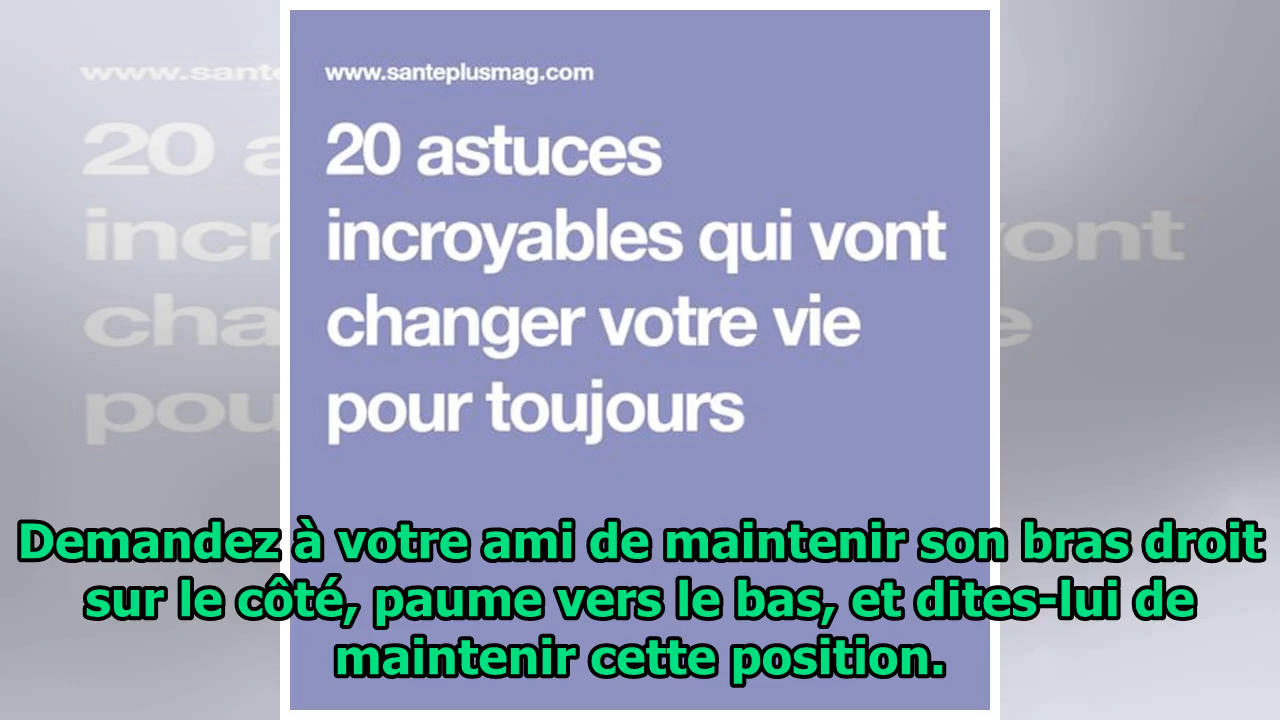 www.santeplusmag.com
20 astuces
incroyables qui vont
changer votre vie
pour toujours
Demandez à votre ami de maintenir son bras droit
sur le côté, paume vers le bas, et dites-lui de
maintenir cette position.